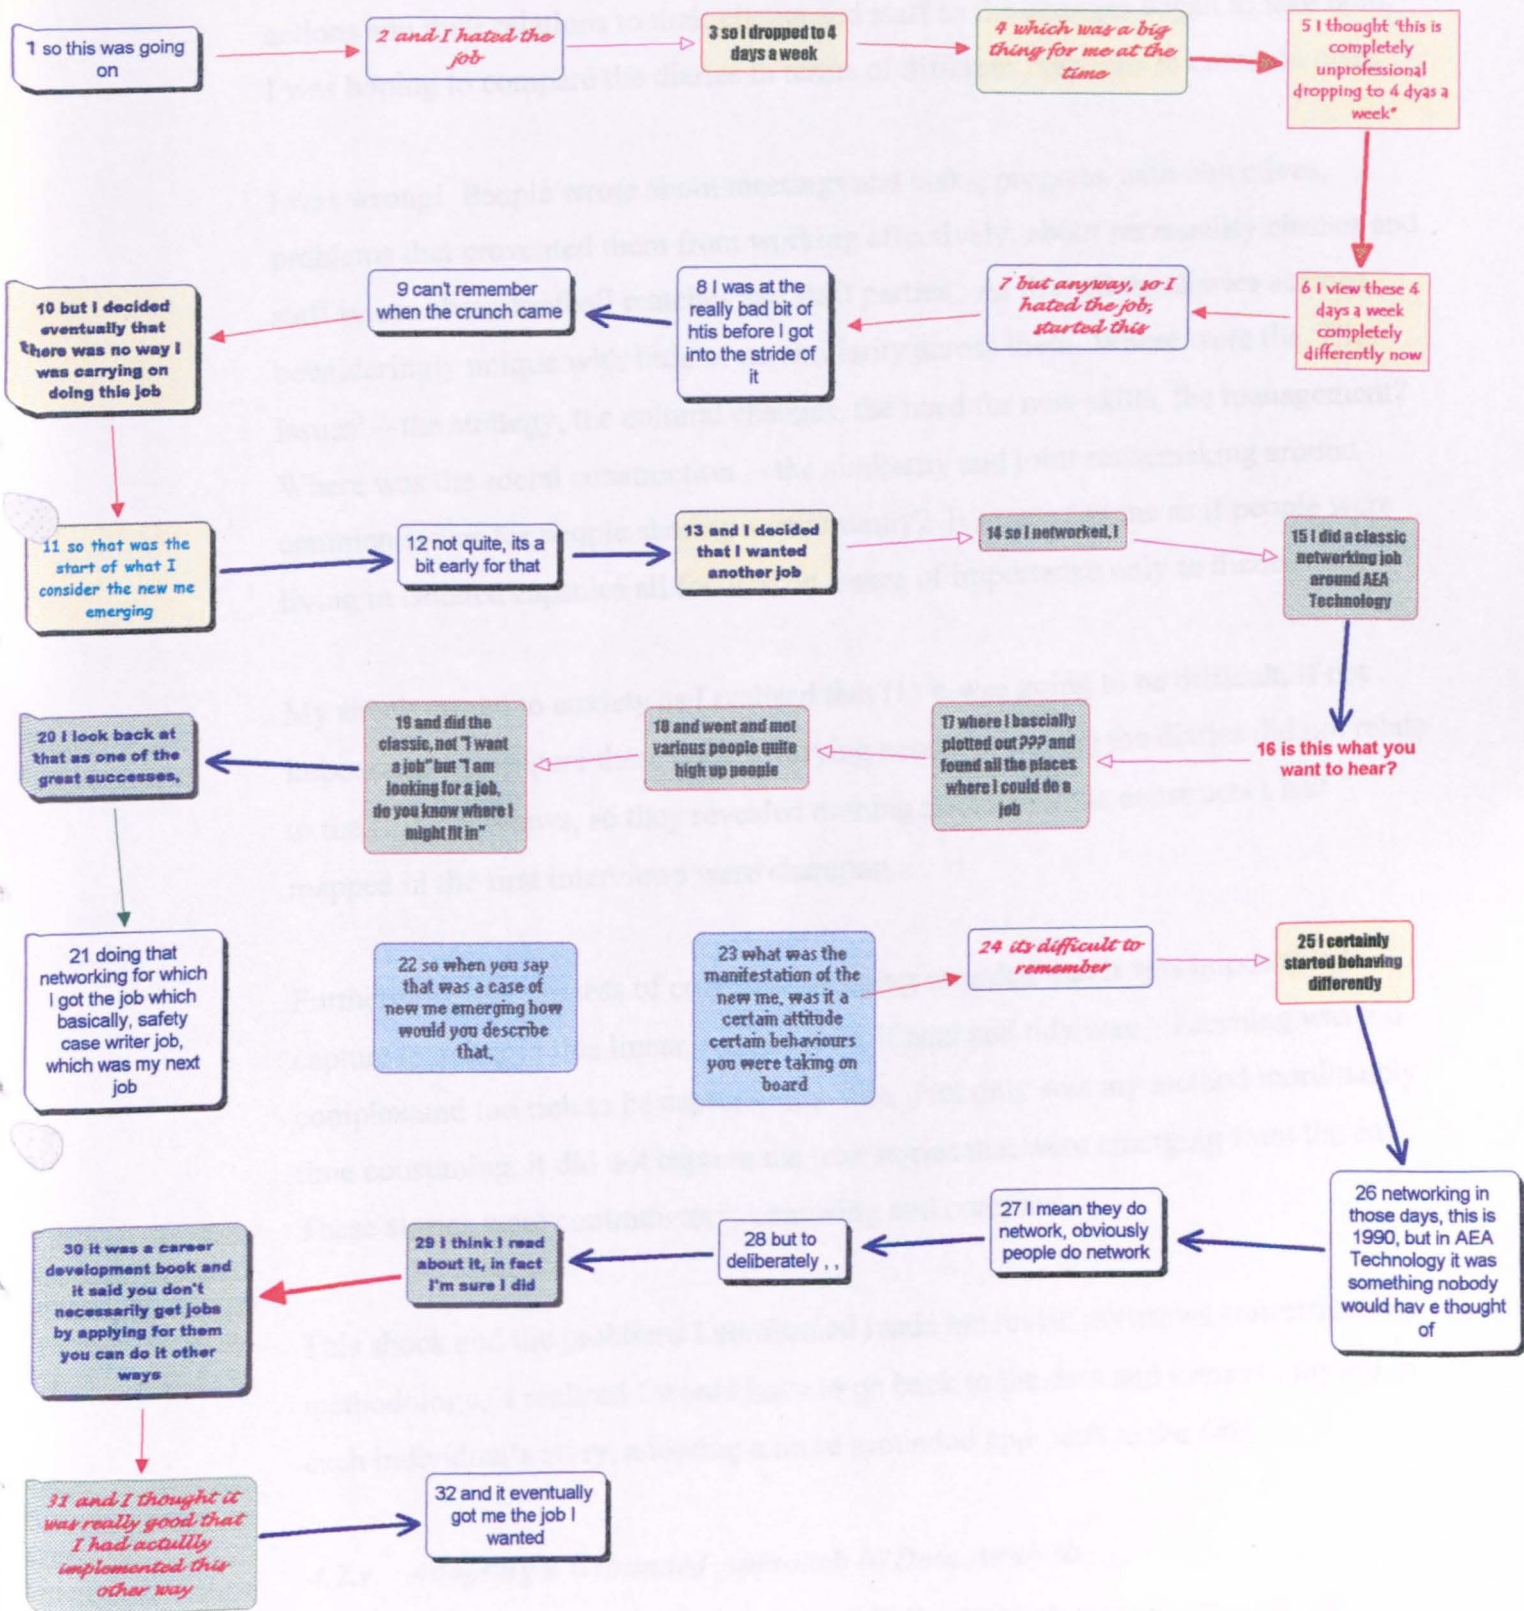 1 so this was going
on
2 and I hated the
job
3 so I dropped to 4
days a week
4 which was a big
thing for me at the
time
5 I thought "this is
completely
unprofessional
dropping to 4 dyas a
week"
6 I view these 4
days a week
completely
differently now
7 but anyway, so I
hated the job,
started this
8 I was at the
really bad bit of
htis before I got
into the stride of
it
9 can't remember
when the crunch came
10 but I decided
eventually that
there was no way I
was carrying on
doing this job
11 so that was the
start of what I
consider the new me
emerging
12 not quite, its a
bit early for that
13 and I decided
that I wanted
another job
14 so I networked, I
15 I did a classic
networking job
around AEA
Technology
16 is this what you
want to hear?
17 where I bascially
plotted out ??? and
found all the places
where I could do a
job
18 and went and met
various people quite
high up people
19 and did the
classic, not "I want
a job" but "I am
looking for a job,
do you know where I
might fit in"
20 I look back at
that as one of the
great successes,
21 doing that
networking for which
I got the job which
basically, safety
case writer job,
which was my next
job
22 so when you say
that was a case of
new me emerging how
would you describe
that,
23 what was the
manifestation of the
new me, was it a
certain attitude
certain behaviours
you were taking on
board
24 its difficult to
remember
25 I certainly
started behaving
differently
26 networking in
those days, this is
1990, but in AEA
Technology it was
something nobody
would hav e thought
of
27 I mean they do
network, obviously
people do network
28 but to
deliberately , ,
29 I think I read
about it, in fact
I'm sure I did
30 it was a career
development book and
it said you don't
necessarily get jobs
by applying for them
you can do it other
ways
31 and I thought it
was really good that
I had actullly
implemented this
other way
32 and it eventually
got me the job I
wanted